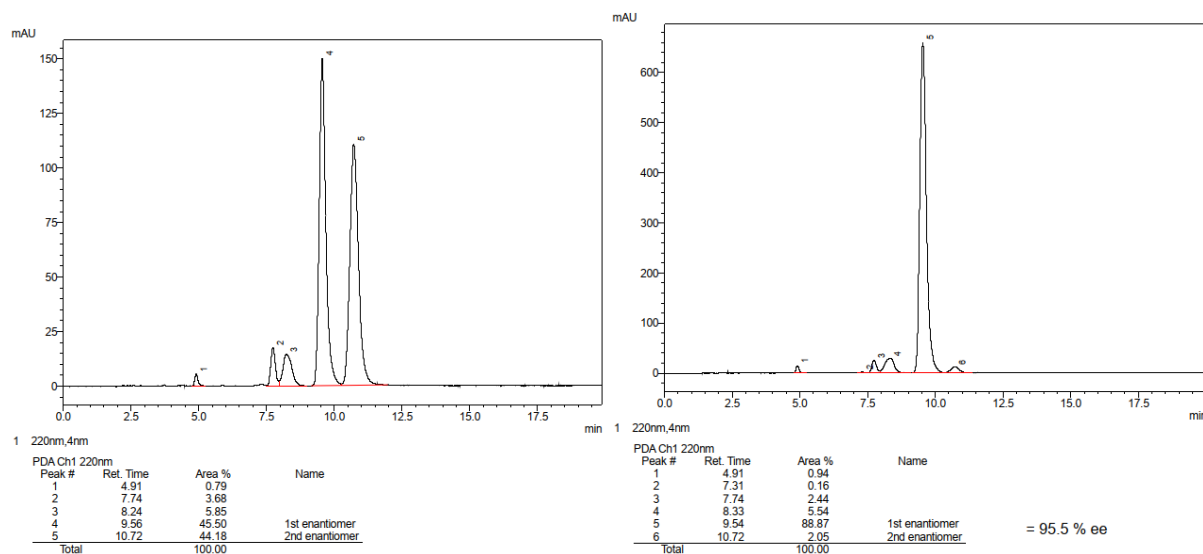 mAU
4
150
125
5
100
75
50
25
2
3
1
0
0.0 2.5 5.0 7.5 10.0 12.5 15.0 17.5
min
1 220nm,4nm
PDA Ch1 220nm
Peak # Ret. Time Area % Name
1 4.91 0.79
2 7.74 3.68
3 8.24 5.85
4 9.56 45.50 1st enantiomer
5 10.72 44.18 2nd enantiomer
Total 100.00
mAU
5
600
500
400
300
200
100
1
2
3
4
6
0
0.0 2.5 5.0 7.5 10.0 12.5 15.0 17.5
min
1 220nm,4nm
PDA Ch1 220nm
Peak # Ret. Time Area % Name
1 4.91 0.94
2 7.31 0.16
3 7.74 2.44
4 8.33 5.54
5 9.54 88.87 1st enantiomer
6 10.72 2.05 2nd enantiomer
Total 100.00
= 95.5 % ee